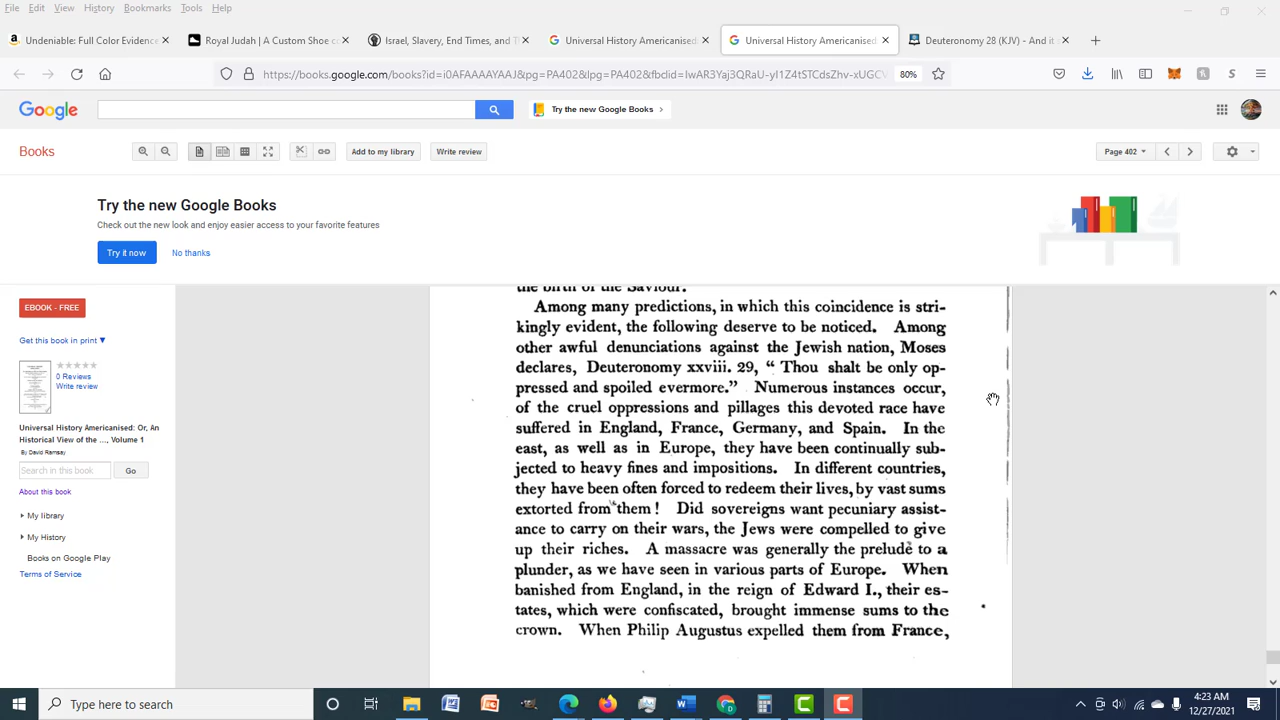 File Edit View History Bookmarks Tools Help
Undeniable: Full Color Evidence
Royal Judah | A Custom Shoe c
Israel, Slavery, End Times, and T
Universal History Americanised:
Universal History Americanised:
Deuteronomy 28 (KJV) - And it
https://books.google.com/books?id=i0AFAAAAYAAJ&pg=PA402&lpg=PA402&fbclid=IwAR3Yaj3QRaU-yI1Z4tSTCdsZhv-xUGCV
80%
Google
Try the new Google Books
Books
Add to my library
Write review
Page 402
Try the new Google Books
Check out the new look and enjoy easier access to your favorite features
Try it now
No thanks
EBOOK - FREE
Get this book in print
0 Reviews
Write review
Universal History Americanised: Or, An
Historical View of the ..., Volume 1
By David Ramsay
Search in this book
Go
About this book
My library
My History
Books on Google Play
Terms of Service
the birth of the Saviour.
Among many predictions, in which this coincidence is stri-
kingly evident, the following deserve to be noticed. Among
other awful denunciations against the Jewish nation, Moses
declares, Deuteronomy xxviii. 29, “ Thou shalt be only op-
pressed and spoiled evermore.” Numerous instances occur,
of the cruel oppressions and pillages this devoted race have
suffered in England, France, Germany, and Spain. In the
east, as well as in Europe, they have been continually sub-
jected to heavy fines and impositions. In different countries,
they have been often forced to redeem their lives, by vast sums
extorted from them ! Did sovereigns want pecuniary assist-
ance to carry on their wars, the Jews were compelled to give
up their riches. A massacre was generally the prelude to a
plunder, as we have seen in various parts of Europe. When
banished from England, in the reign of Edward I., their es-
tates, which were confiscated, brought immense sums to the
crown. When Philip Augustus expelled them from France,
Type here to search
4:23 AM
12/27/2021